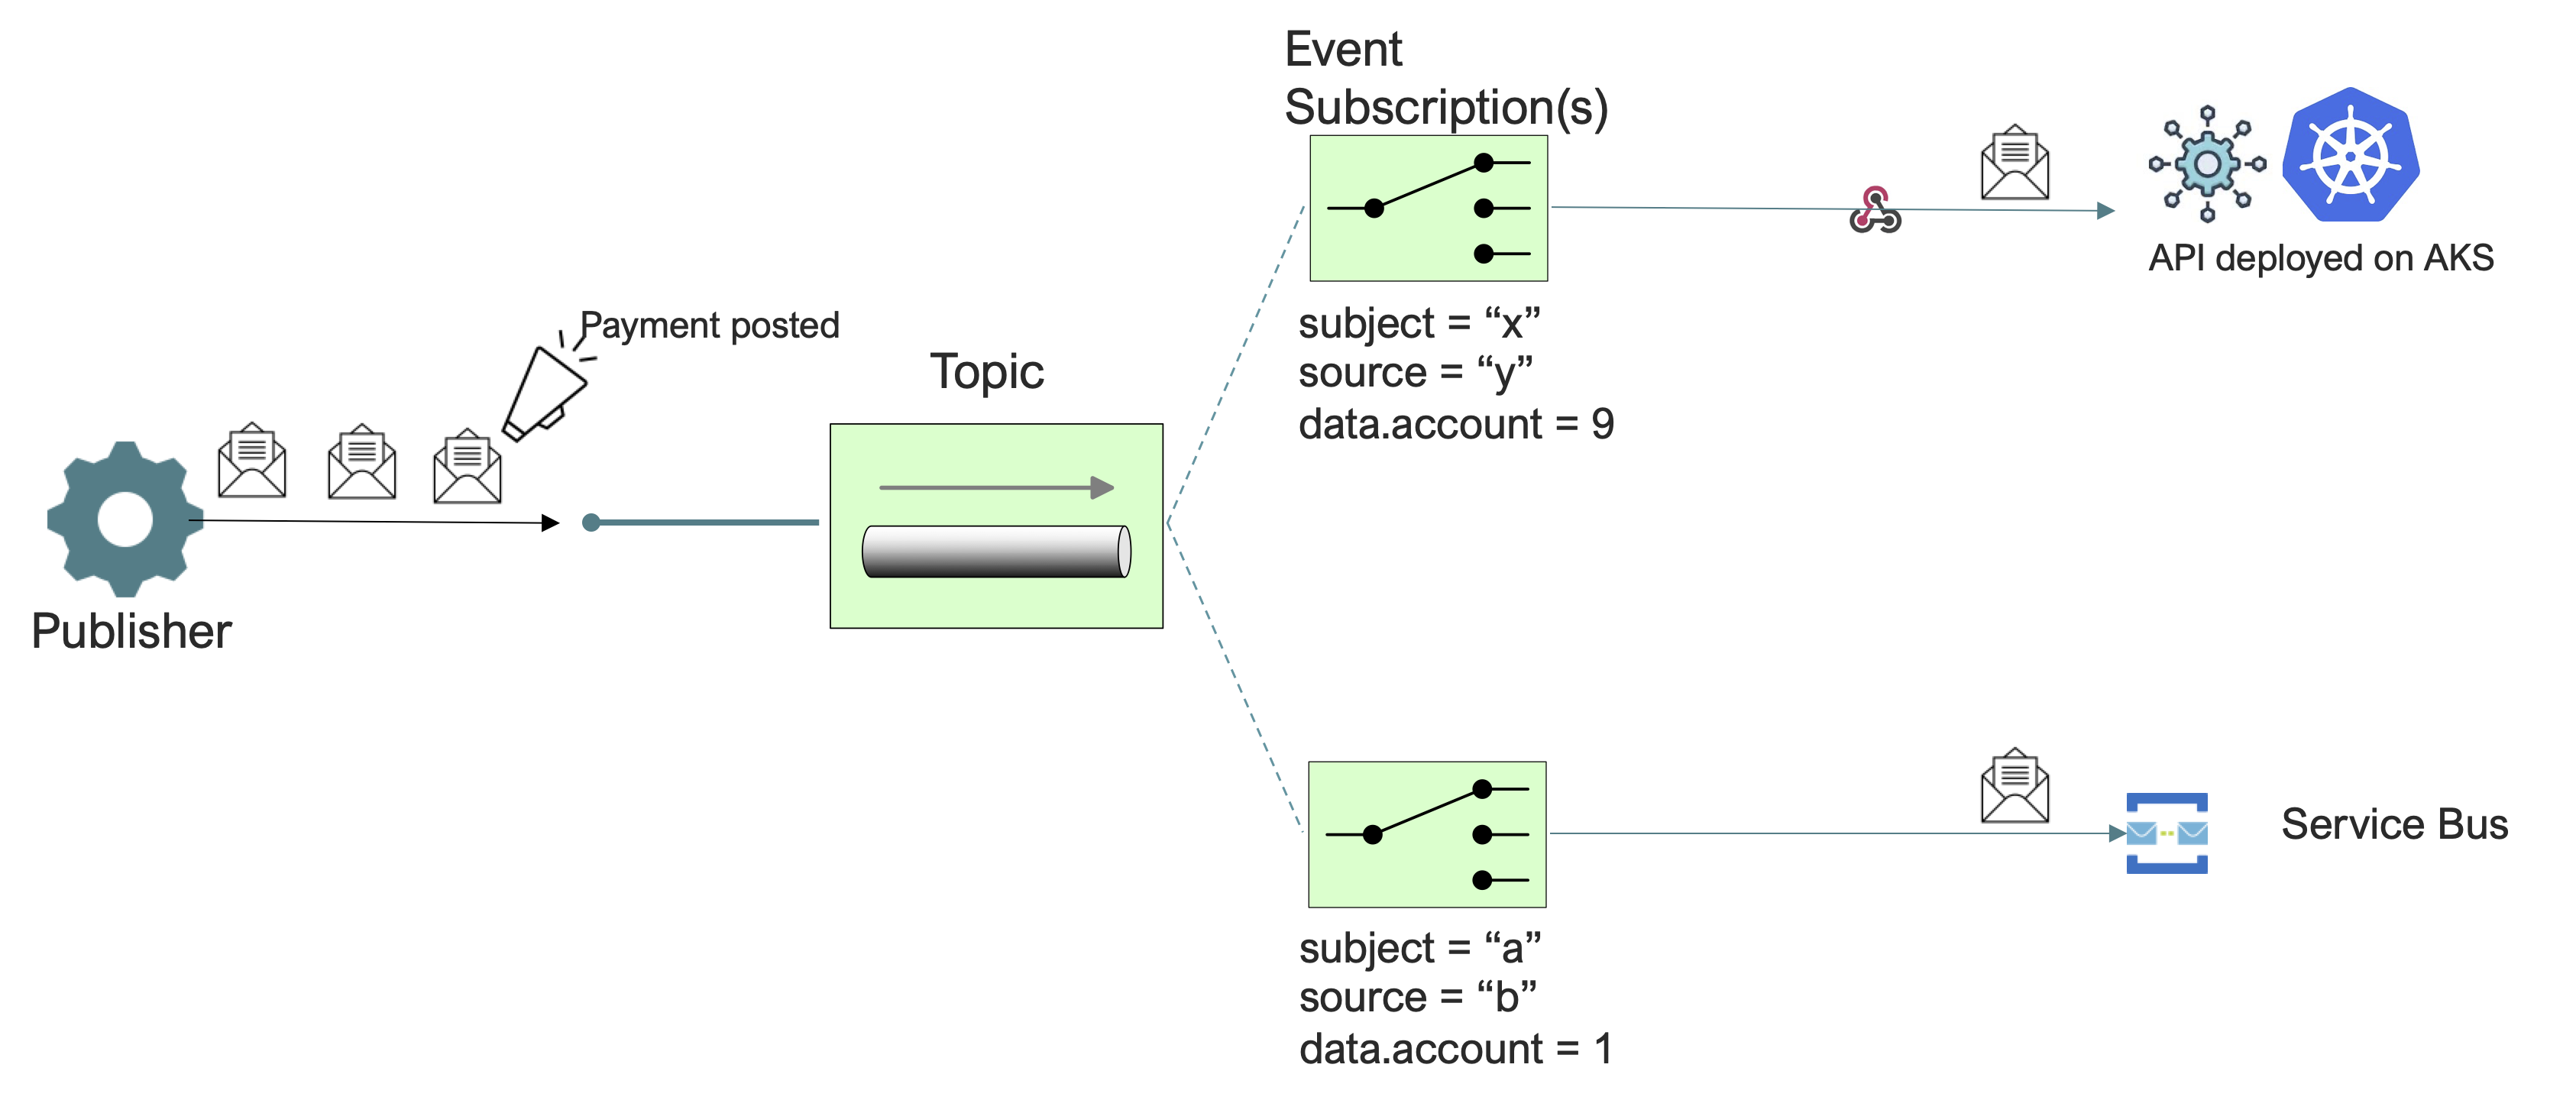 Event
Subscription(s)
API deployed on AKS
Payment posted
subject = “x”
source = “y”
data.account = 9
Topic
Publisher
Service Bus
subject = “a”
source = “b”
data.account = 1